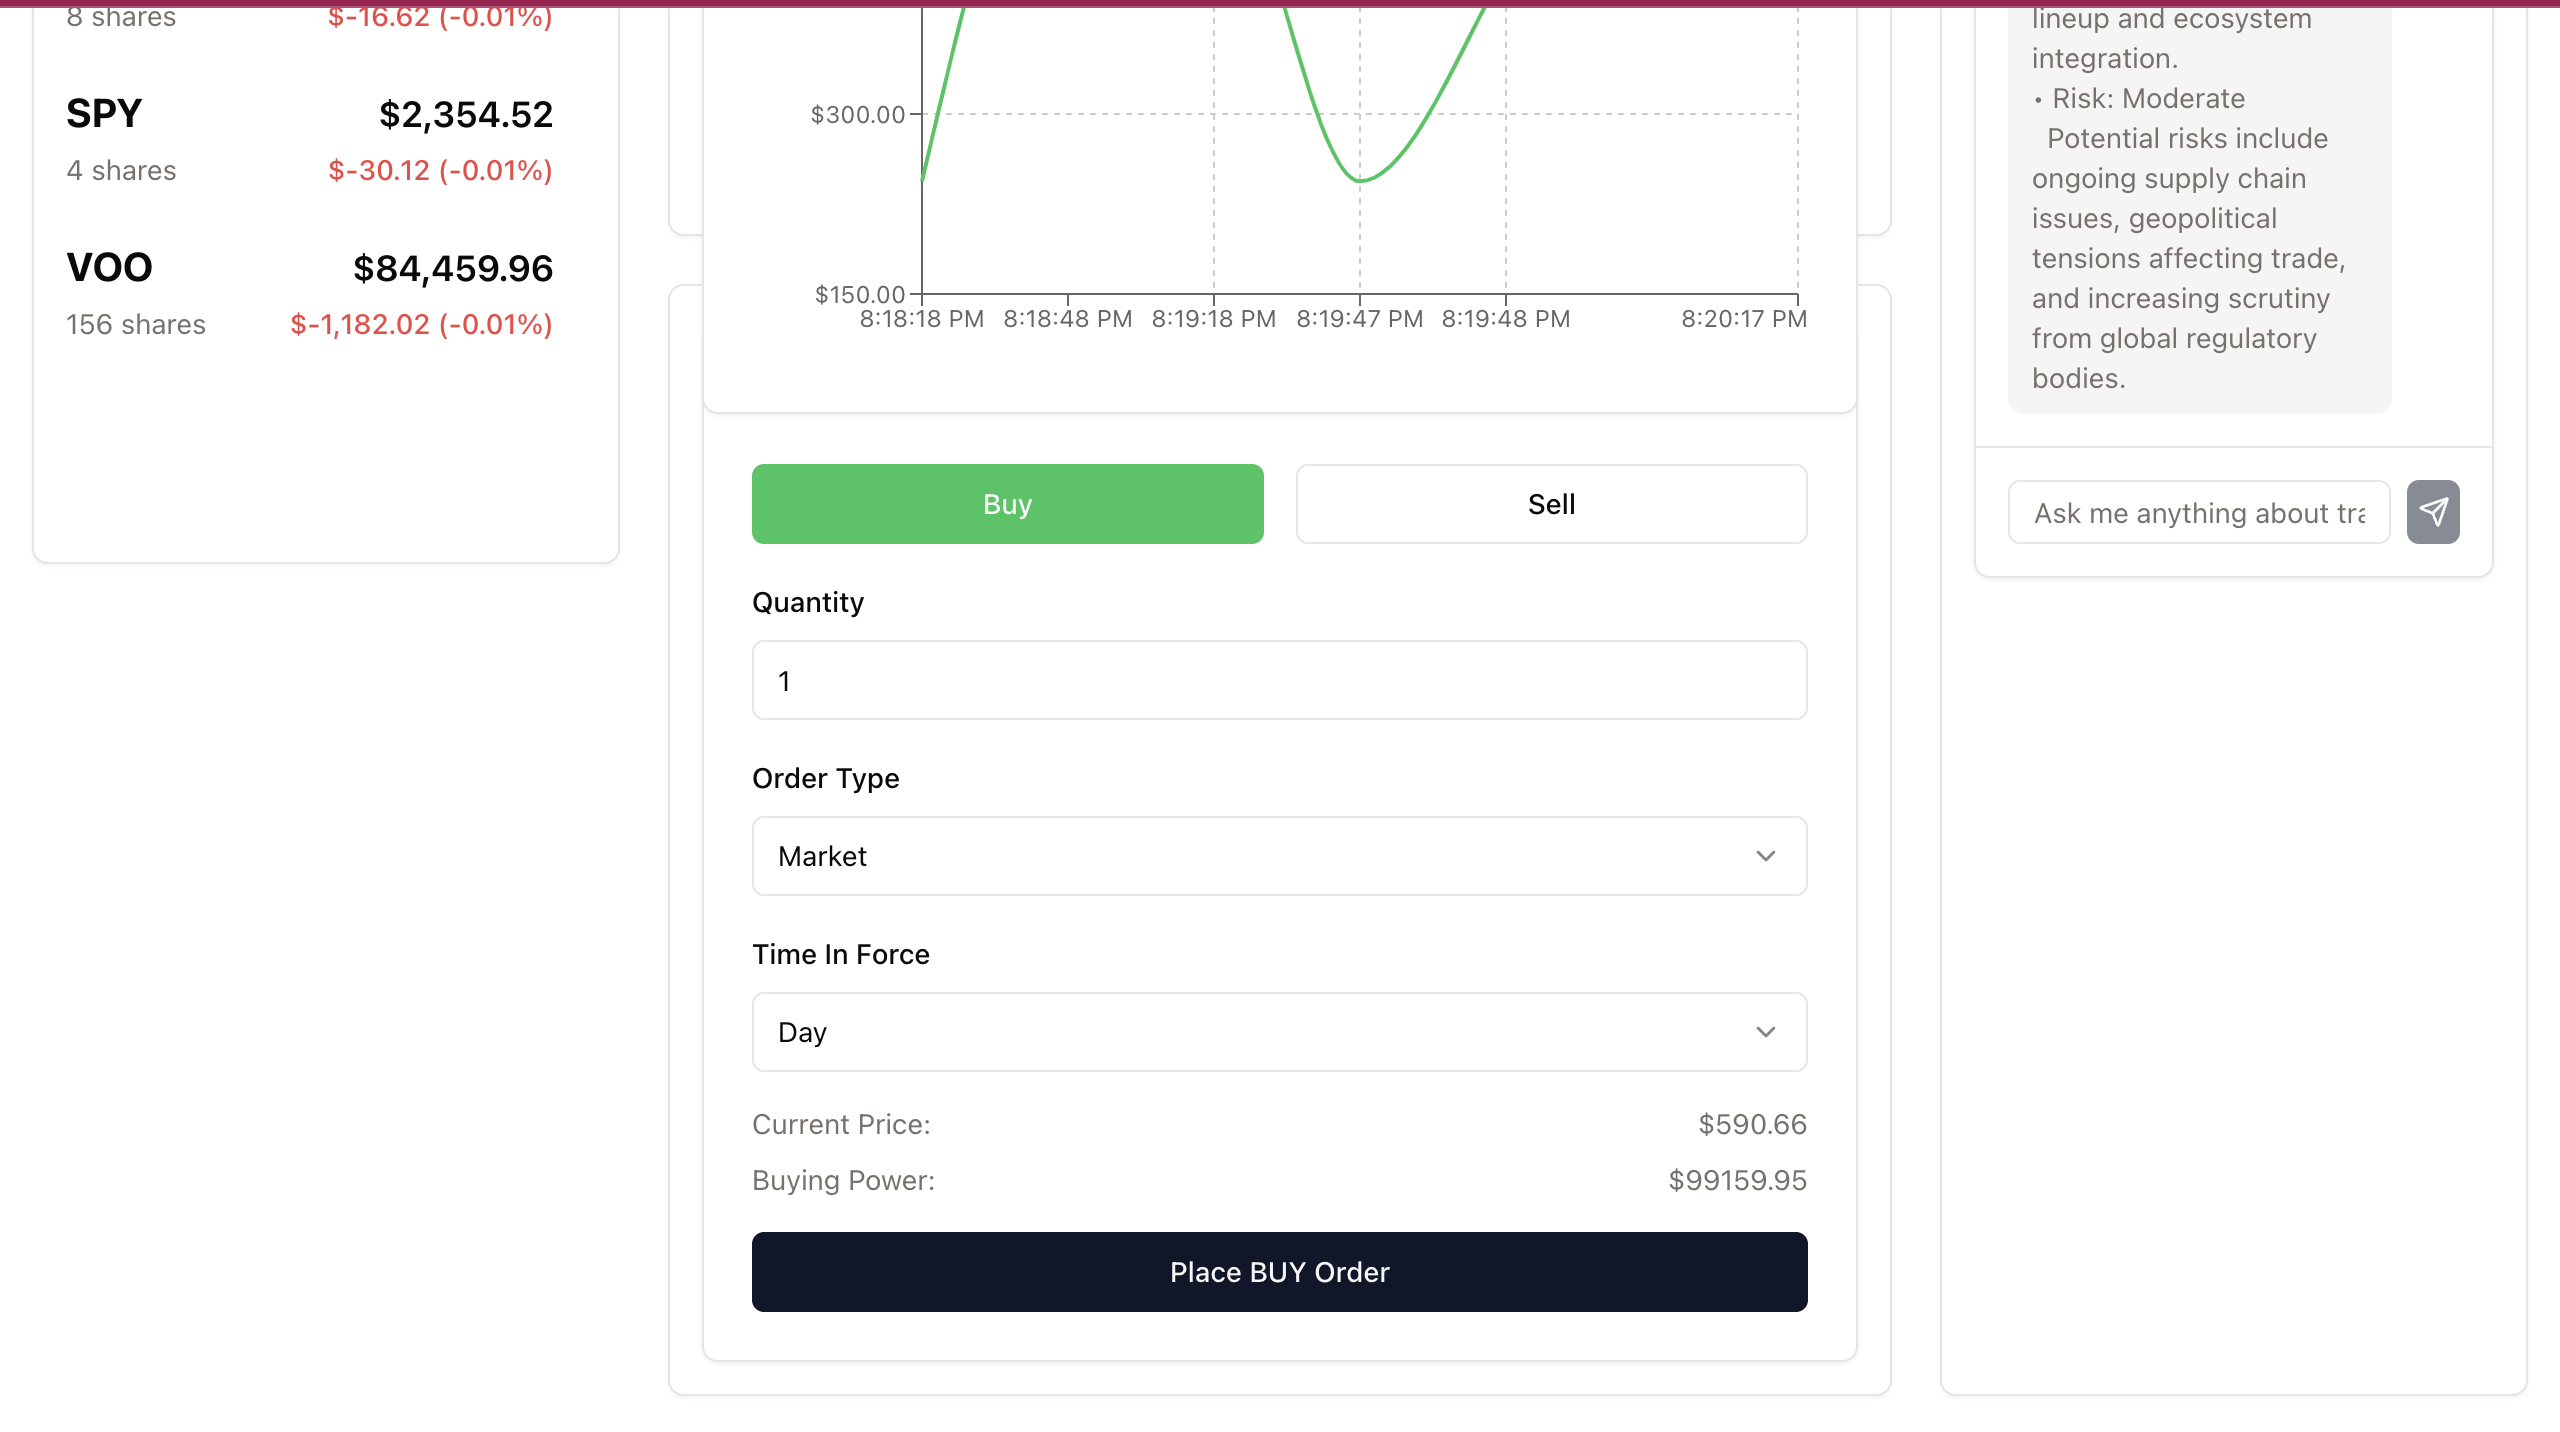 8 shares
$-16.62 (-0.01%)
SPY
$2,354.52
4 shares
$-30.12 (-0.01%)
VOO
$84,459.96
156 shares
$-1,182.02 (-0.01%)
$300.00
$150.00
8:18:18 PM
8:18:48 PM
8:19:18 PM
8:19:47 PM
8:19:48 PM
8:20:17 PM
Buy
Sell
Quantity
1
Order Type
Market
Time In Force
Day
Current Price:
$590.66
Buying Power:
$99159.95
Place BUY Order
lineup and ecosystem
integration.
• Risk: Moderate
Potential risks include
ongoing supply chain
issues, geopolitical
tensions affecting trade,
and increasing scrutiny
from global regulatory
bodies.
Ask me anything about tra